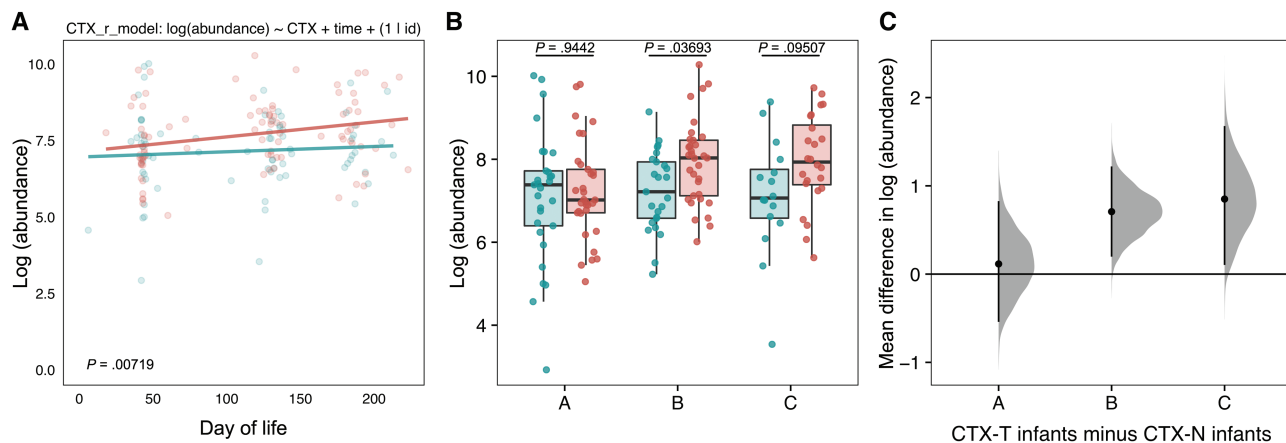 A
CTX_r_model: log(abundance) ~ CTX + time + (1 | id)
Log (abundance)
10.0
7.5
5.0
2.5
0.0
P = .00719
0 50 100 150 200
Day of life
B
P = .9442 P = .03693 P = .09507
Log (abundance)
10
8
6
4
A B C
C
Mean difference in log (abundance)
2
1
0
−1
A B C
CTX-T infants minus CTX-N infants